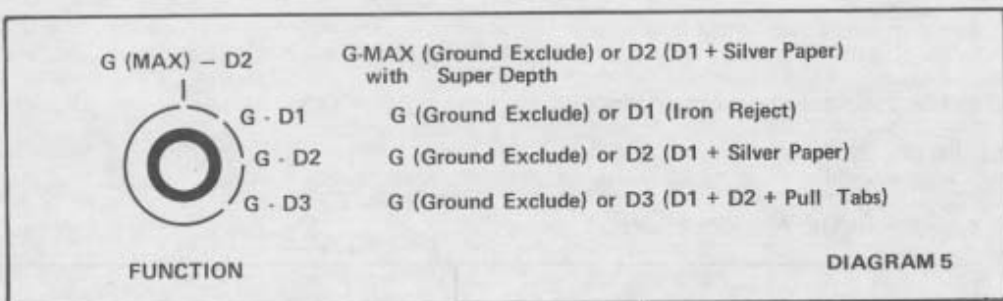 G (MAX) – D2
G-MAX (Ground Exclude) or D2 (D1 + Silver Paper)
with Super Depth
G - D1
G (Ground Exclude) or D1 (Iron Reject)
G - D2
G (Ground Exclude) or D2 (D1 + Silver Paper)
G - D3
G (Ground Exclude) or D3 (D1 + D2 + Pull Tabs)
FUNCTION
DIAGRAM 5